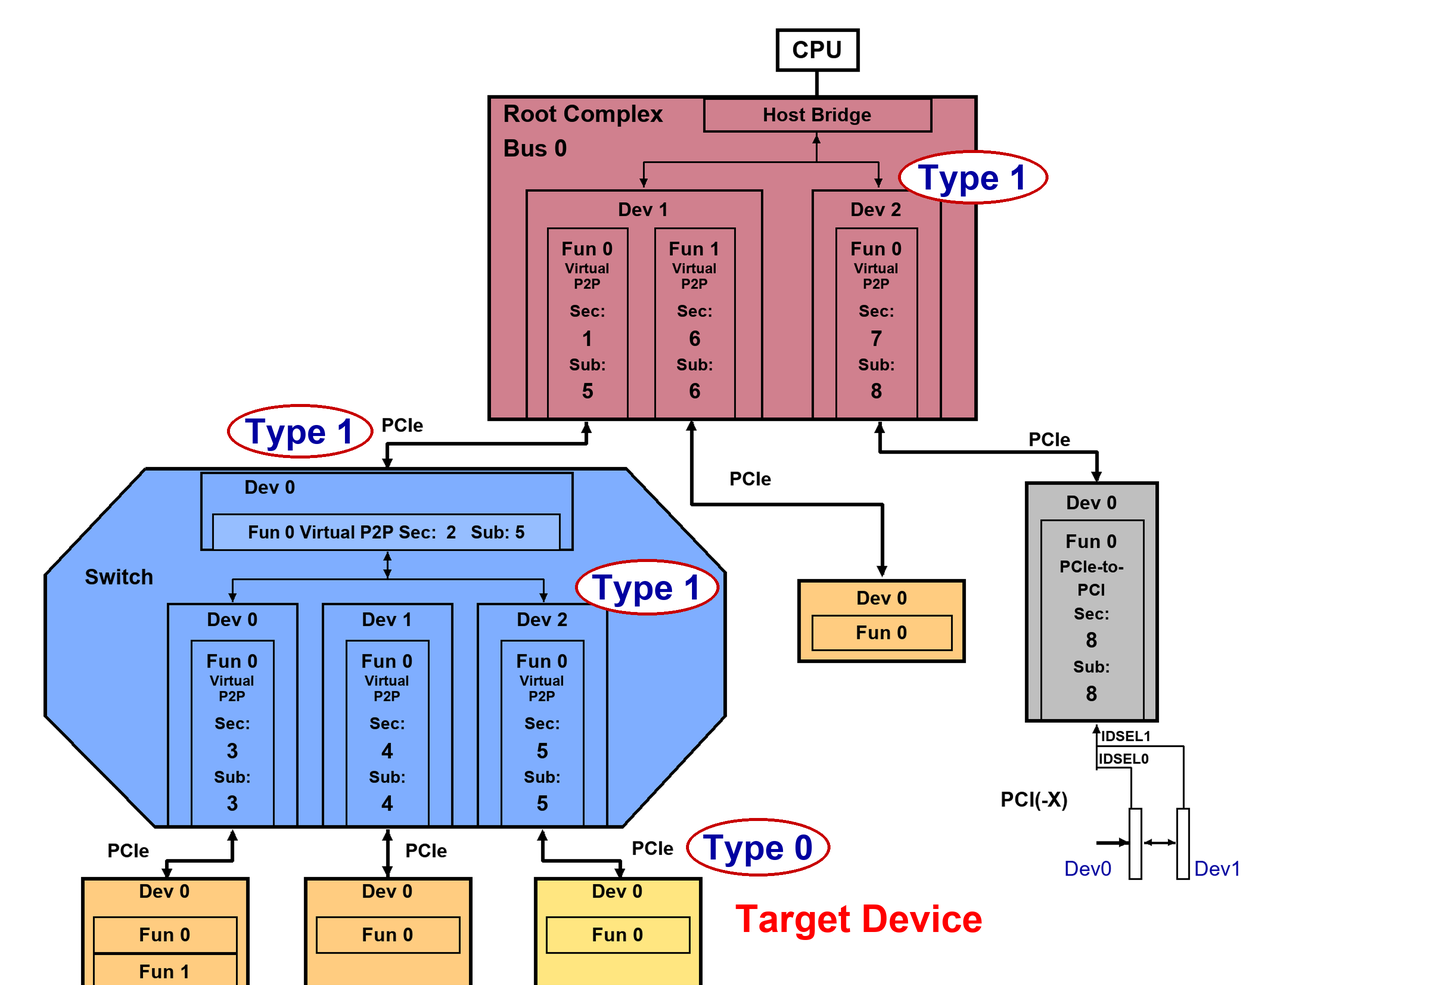 CPU
Root Complex
Host Bridge
Bus 0
Type 1
Dev 1
Dev 2
Fun 0
Virtual
P2P
Sec:
1
Sub:
5
Fun 1
Virtual
P2P
Sec:
6
Sub:
6
Fun 0
Virtual
P2P
Sec:
7
Sub:
8
Type 1
PCIe
PCIe
PCIe
Dev 0
Fun 0 Virtual P2P Sec: 2 Sub: 5
Switch
Type 1
Dev 0
Fun 0
Virtual
P2P
Sec:
3
Sub:
3
Dev 1
Fun 0
Virtual
P2P
Sec:
4
Sub:
4
Dev 2
Fun 0
Virtual
P2P
Sec:
5
Sub:
5
Dev 0
Fun 0
Dev 0
Fun 0
PCIe-to-
PCI
Sec:
8
Sub:
8
IDSEL1
IDSEL0
PCI(-X)
Dev0
Dev1
PCIe
PCIe
PCIe
Type 0
Dev 0
Fun 0
Fun 1
Dev 0
Fun 0
Dev 0
Fun 0
Target Device